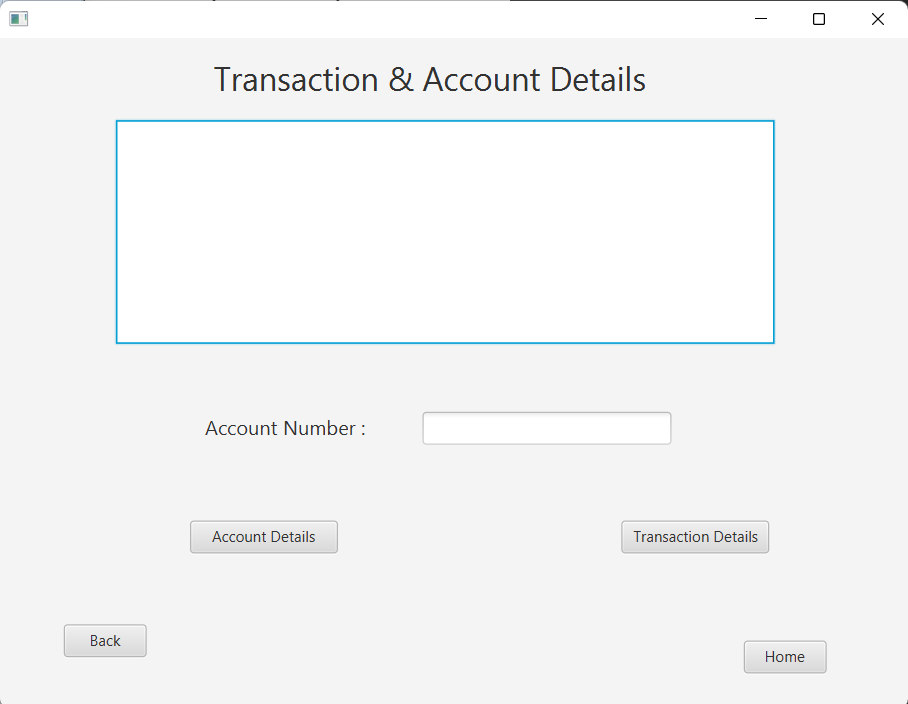 Transaction & Account Details
Account Number :
Account Details
Transaction Details
Back
Home